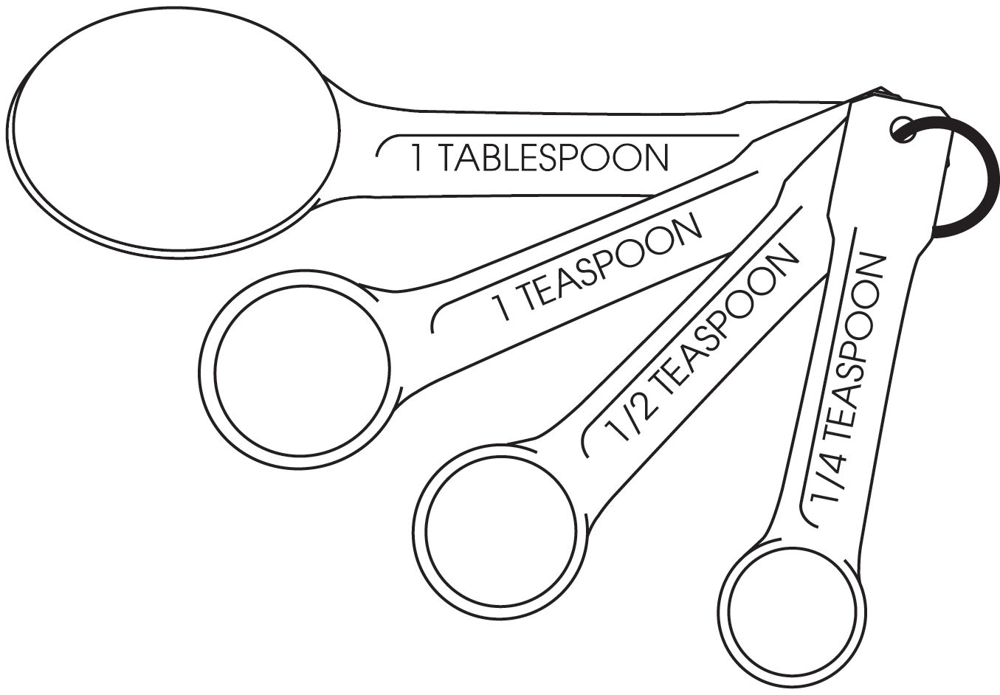 1 TABLESPOON
1 TEASPOON
1/2 TEASPOON
1/4 TEASPOON